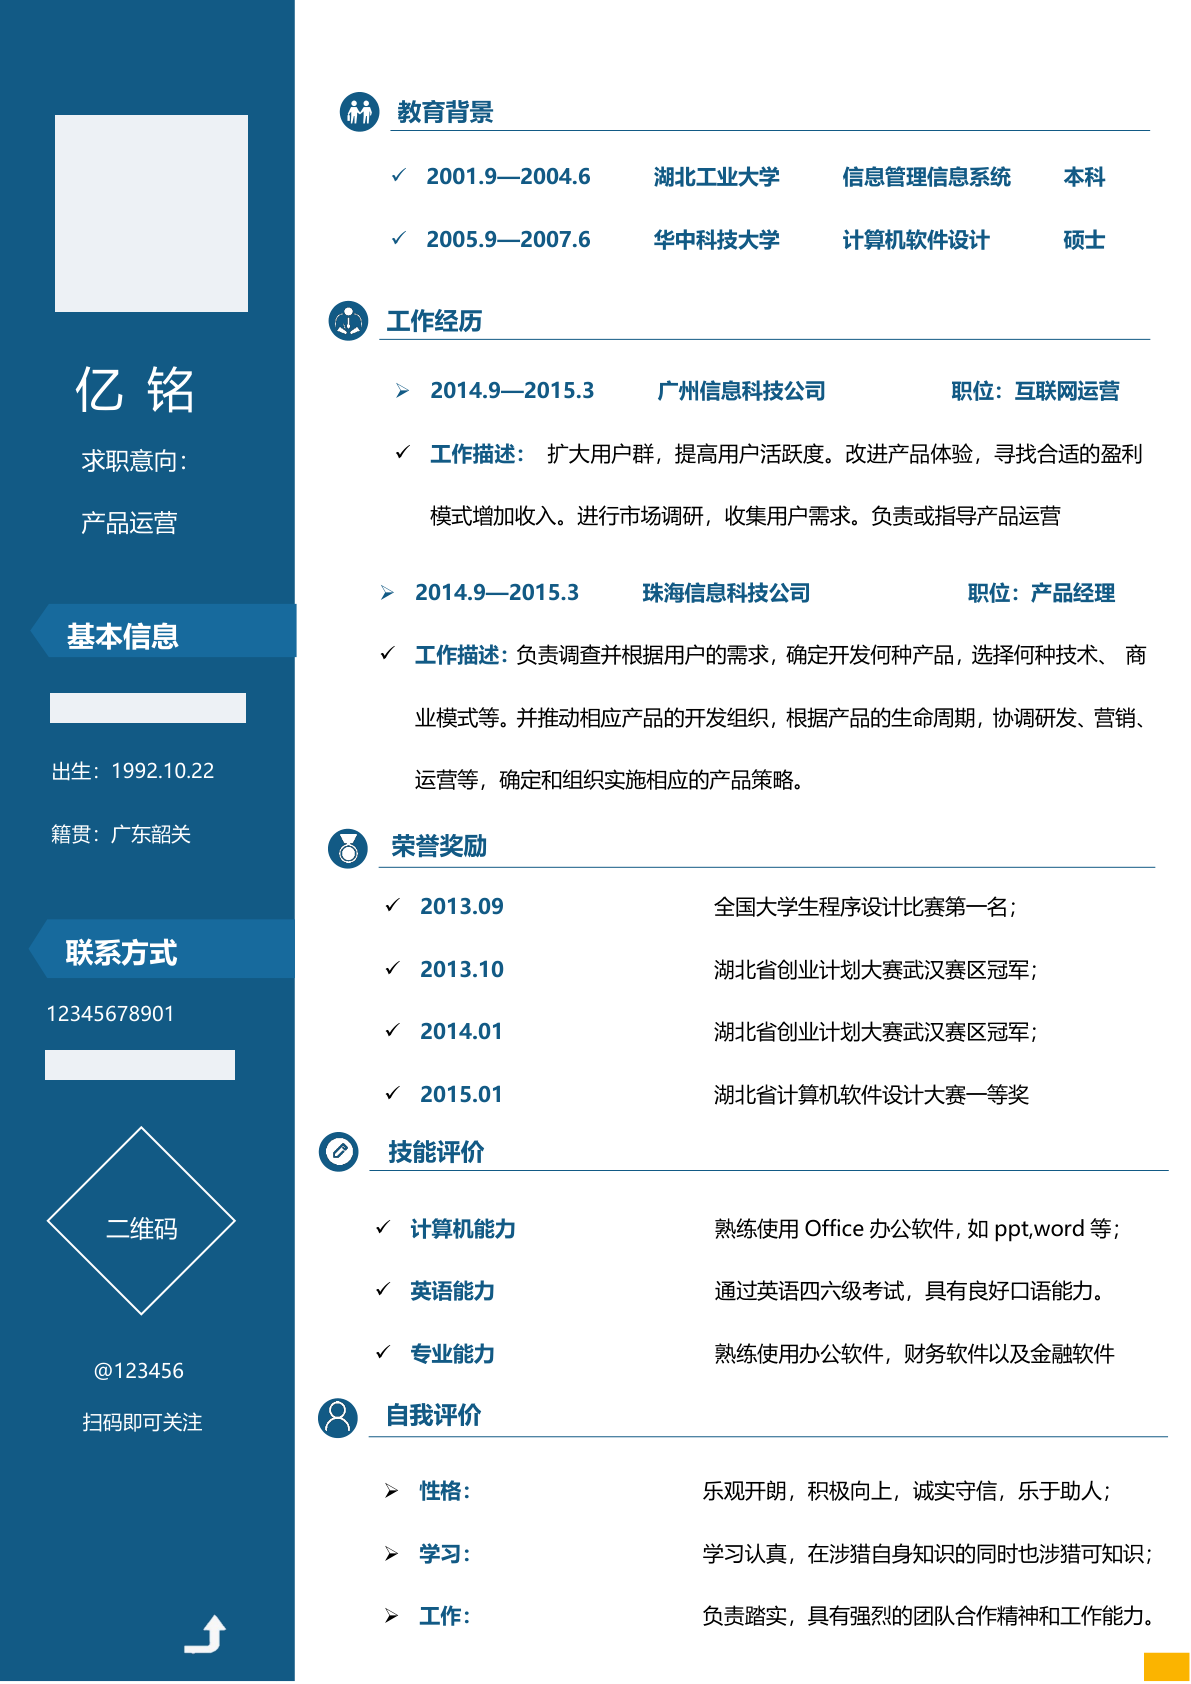 亿 铭
求职意向：
产品运营
基本信息
出生：1992.10.22
籍贯：广东韶关
联系方式
12345678901
二维码
@123456
扫码即可关注
教育背景
2001.9—2004.6 湖北工业大学 信息管理信息系统 本科
2005.9—2007.6 华中科技大学 计算机软件设计 硕士
工作经历
2014.9—2015.3 广州信息科技公司 职位：互联网运营
工作描述： 扩大用户群，提高用户活跃度。改进产品体验，寻找合适的盈利
模式增加收入。进行市场调研，收集用户需求。负责或指导产品运营
2014.9—2015.3 珠海信息科技公司 职位：产品经理
工作描述：负责调查并根据用户的需求，确定开发何种产品，选择何种技术、 商
业模式等。并推动相应产品的开发组织，根据产品的生命周期，协调研发、营销、
运营等，确定和组织实施相应的产品策略。
荣誉奖励
2013.09 全国大学生程序设计比赛第一名；
2013.10 湖北省创业计划大赛武汉赛区冠军；
2014.01 湖北省创业计划大赛武汉赛区冠军；
2015.01 湖北省计算机软件设计大赛一等奖
技能评价
计算机能力 熟练使用 Office 办公软件，如 ppt,word 等；
英语能力 通过英语四六级考试，具有良好口语能力。
专业能力 熟练使用办公软件，财务软件以及金融软件
自我评价
性格： 乐观开朗，积极向上，诚实守信，乐于助人；
学习： 学习认真，在涉猎自身知识的同时也涉猎可知识；
工作： 负责踏实，具有强烈的团队合作精神和工作能力。